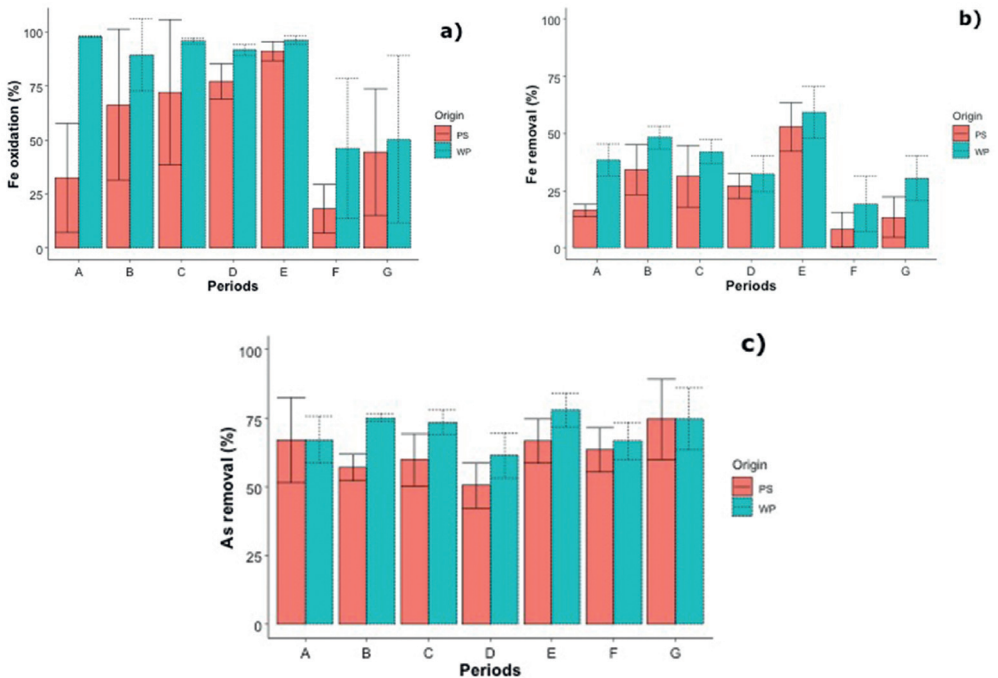 a)
100
75
50
25
0
Fe oxidation (%)
A B C D E F G
Periods
Origin
PS
WP
b)
100
75
50
25
0
Fe removal (%)
A B C D E F G
Periods
Origin
PS
WP
c)
100
75
50
25
0
As removal (%)
A B C D E F G
Periods
Origin
PS
WP